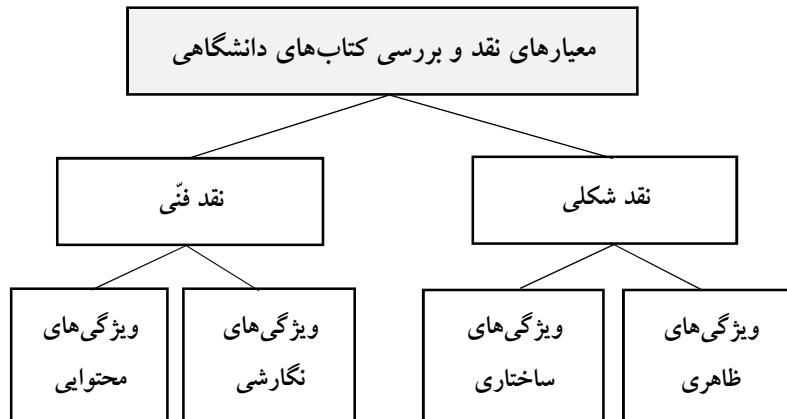 معیارهای نقد و بررسی کتاب‌های دانشگاهی
نقد شکلی
نقد فنّی
ویژگی‌های
ظاهری
ویژگی‌های
ساختاری
ویژگی‌های
نگارشی
ویژگی‌های
محتوایی